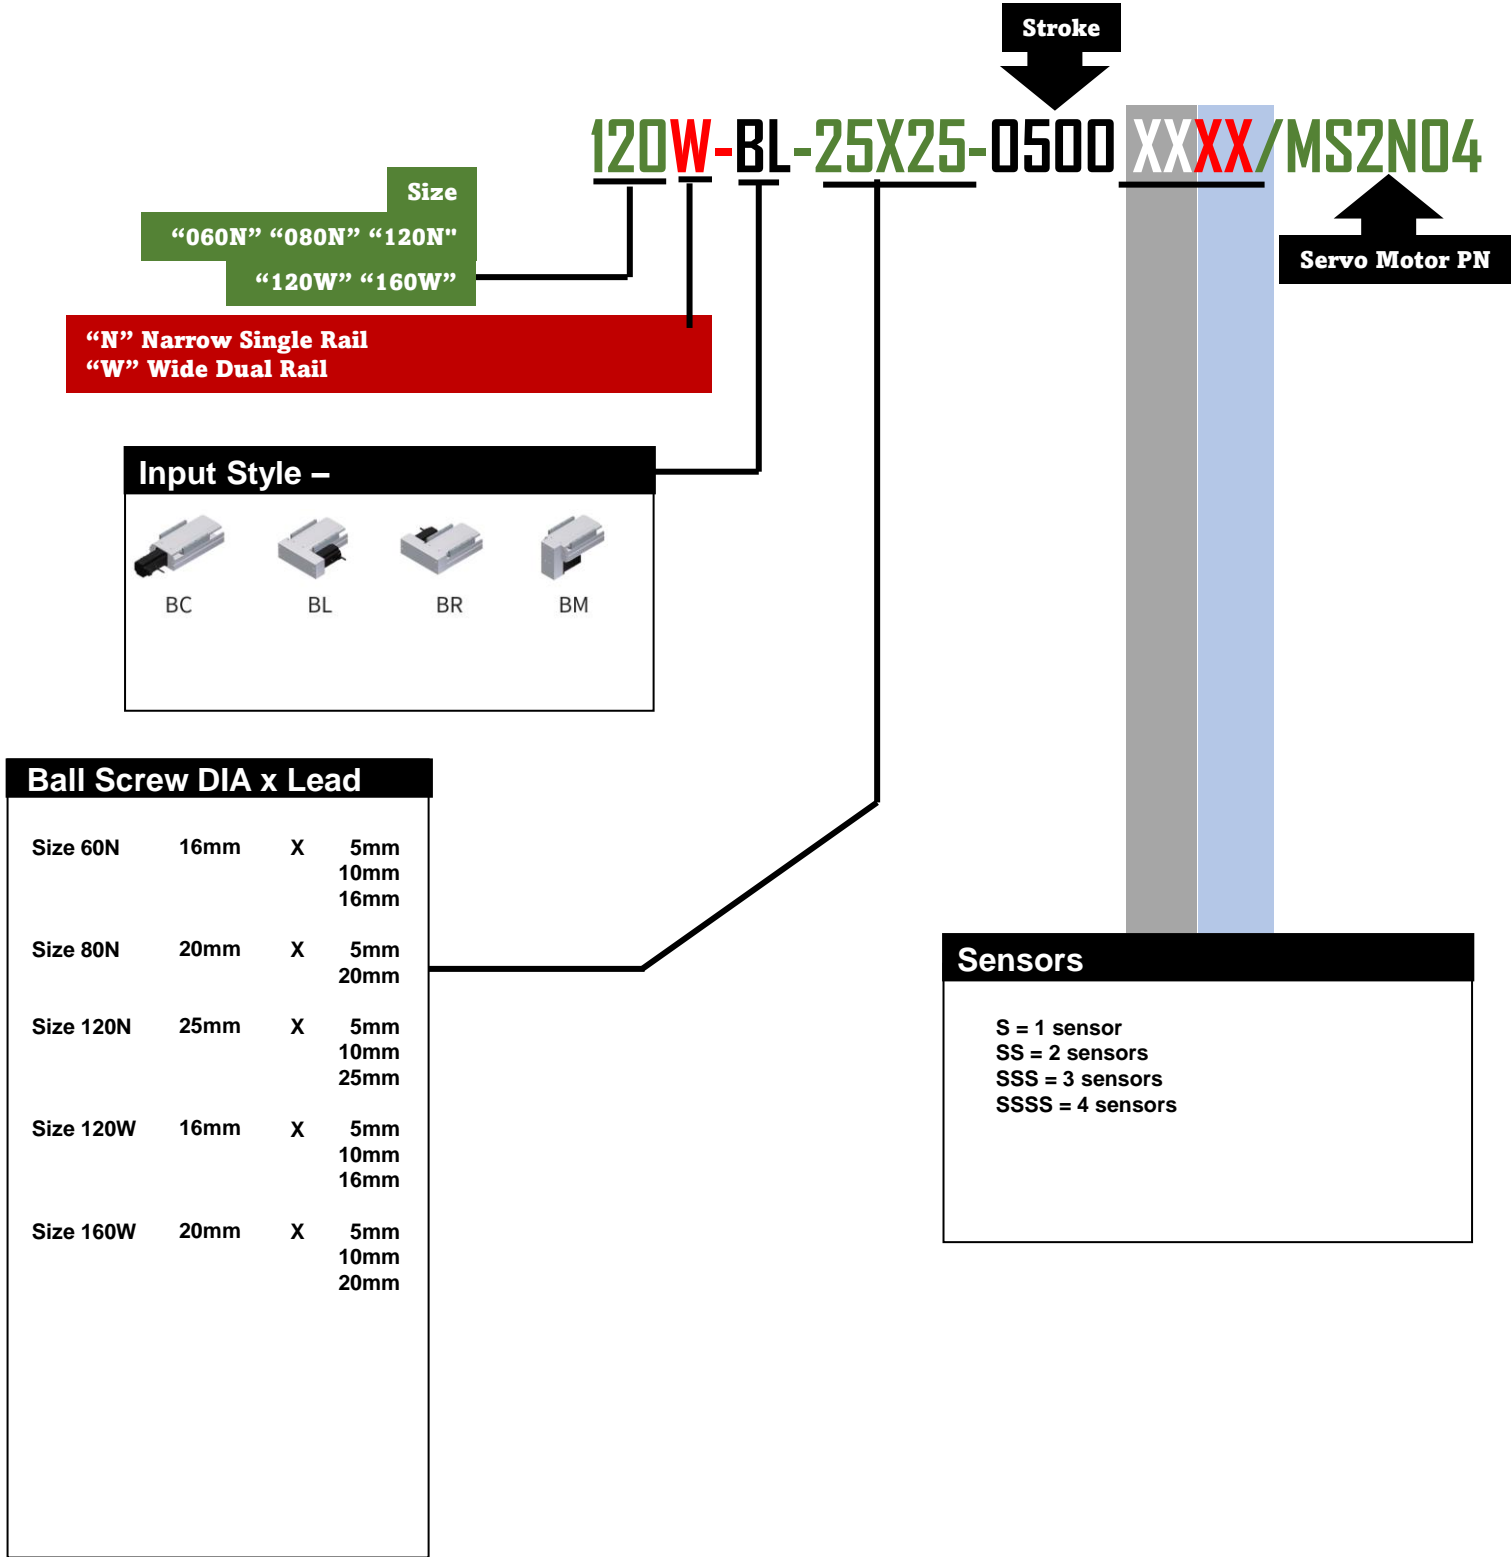 Stroke
120W-BL-25X25-0500 XXXX/MS2N04
Size
“060N” “080N” “120N"
“120W” “160W”
Servo Motor PN
“N” Narrow Single Rail
“W” Wide Dual Rail
Input Style –
BC BL BR BM
Ball Screw DIA x Lead
Size 60N 16mm X 5mm
10mm
16mm
Size 80N 20mm X 5mm
20mm
Size 120N 25mm X 5mm
10mm
25mm
Size 120W 16mm X 5mm
10mm
16mm
Size 160W 20mm X 5mm
10mm
20mm
Sensors
S = 1 sensor
SS = 2 sensors
SSS = 3 sensors
SSSS = 4 sensors